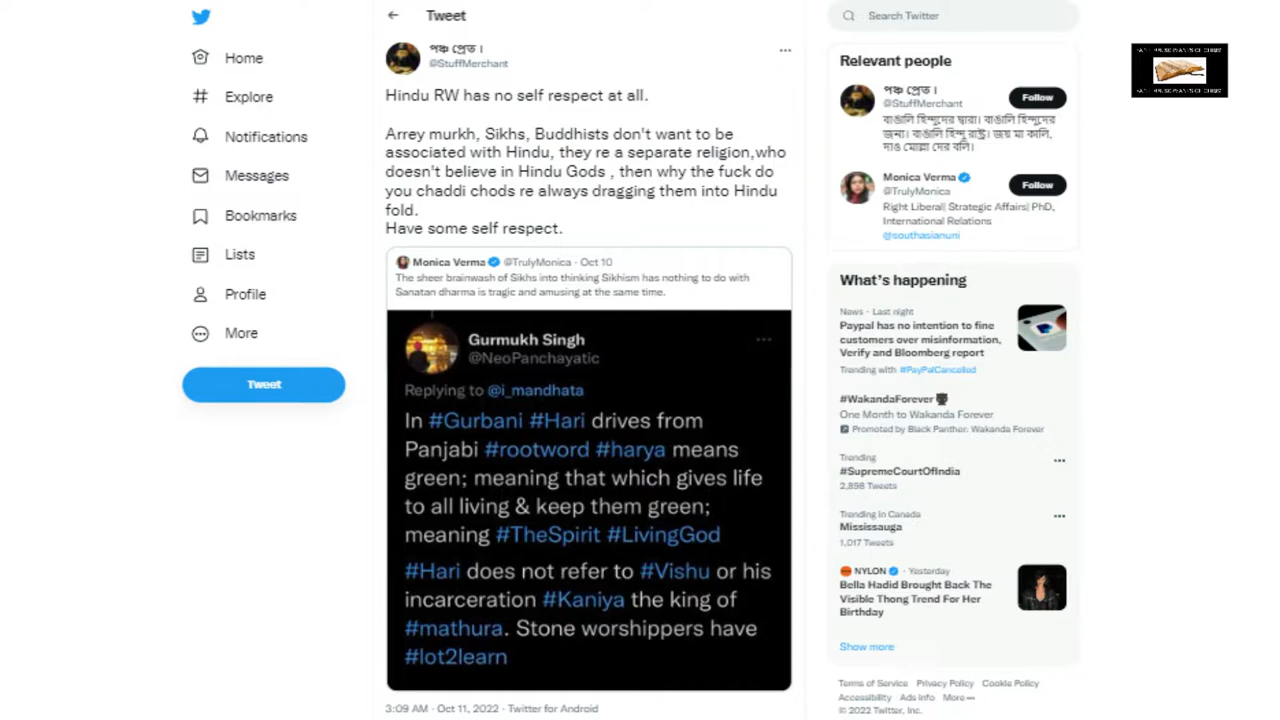 Tweet
পঞ্চ প্রেত।
@StuffMerchant
Hindu RW has no self respect at all.
Arrey murkh, Sikhs, Buddhists don't want to be
associated with Hindu, they re a separate religion,who
doesn't believe in Hindu Gods , then why the fuck do
you chaddi chods re always dragging them into Hindu
fold.
Have some self respect.
Monica Verma @TrulyMonica · Oct 10
The sheer brainwash of Sikhs into thinking Sikhism has nothing to do with
Sanatan dharma is tragic and amusing at the same time.
Gurmukh Singh
@NeoPanchayatic
Replying to @i_mandhata
In #Gurbani #Hari drives from
Panjabi #rootword #harya means
green; meaning that which gives life
to all living & keep them green;
meaning #TheSpirit #LivingGod
#Hari does not refer to #Vishu or his
incarceration #Kaniya the king of
#mathura. Stone worshippers have
#lot2learn
3:09 AM · Oct 11, 2022 · Twitter for Android
Home
Explore
Notifications
Messages
Bookmarks
Lists
Profile
More
Tweet
Search Twitter
Relevant people
পঞ্চ প্রেত।
@StuffMerchant
Follow
বাঙালি হিন্দুদের দ্বারা। বাঙালি হিন্দুদের
জন্য। বাঙালি হিন্দু রাষ্ট্র। জয় মা কালি,
দাও মোল্লা দের বলি।
Monica Verma
@TrulyMonica
Follow
Right Liberal| Strategic Affairs| PhD,
International Relations
@southasianuni
What's happening
News · Last night
Paypal has no intention to fine
customers over misinformation,
Verify and Bloomberg report
Trending with #PayPalCancelled
#WakandaForever
One Month to Wakanda Forever
Promoted by Black Panther: Wakanda Forever
Trending
#SupremeCourtOfIndia
2,898 Tweets
Trending in Canada
Mississauga
1,017 Tweets
NYLON · Yesterday
Bella Hadid Brought Back The
Visible Thong Trend For Her
Birthday
Show more
Terms of Service Privacy Policy Cookie Policy
Accessibility Ads info More
© 2022 Twitter, Inc.